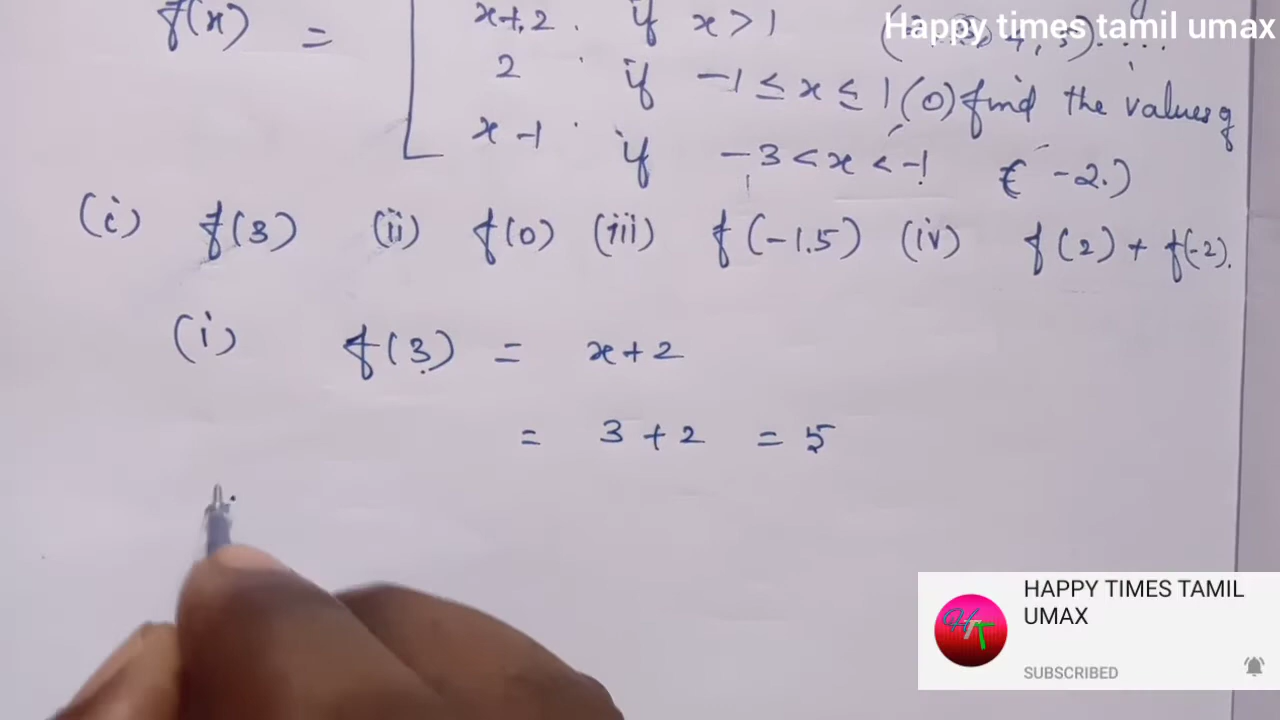 Happy times tamil umax
f(x) = x+2 if x > 1
2 if -1 ≤ x ≤ 1 (0) find the values of
x-1 if -3 < x < -1 ( -2.)
(i) f(3) (ii) f(0) (iii) f(-1.5) (iv) f(2) + f(-2).
(i) f(3) = x+2
= 3+2 = 5
HAPPY TIMES TAMIL
UMAX
SUBSCRIBED